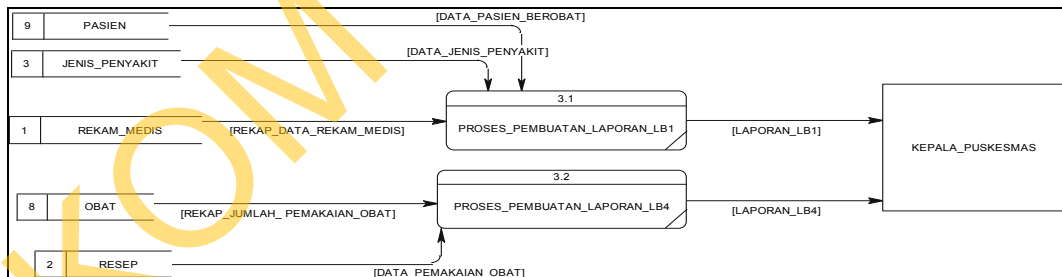 9 PASIEN
[DATA_PASIEN_BEROBAT]
3 JENIS_PENYAKIT
[DATA_JENIS_PENYAKIT]
1 REKAM_MEDIS
[REKAP_DATA_REKAM_MEDIS]
3.1
PROSES_PEMBUATAN_LAPORAN_LB1
[LAPORAN_LB1]
KEPALA_PUSKESMAS
8 OBAT
[REKAP_JUMLAH_ PEMAKAIAN_OBAT]
3.2
PROSES_PEMBUATAN_LAPORAN_LB4
[LAPORAN_LB4]
2 RESEP
[DATA_PEMAKAIAN_OBAT]
KOM